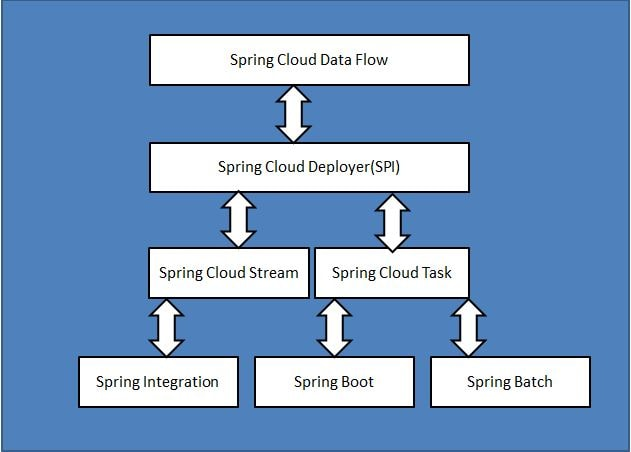 Spring Cloud Data Flow
Spring Cloud Deployer(SPI)
Spring Cloud Stream
Spring Cloud Task
Spring Integration
Spring Boot
Spring Batch